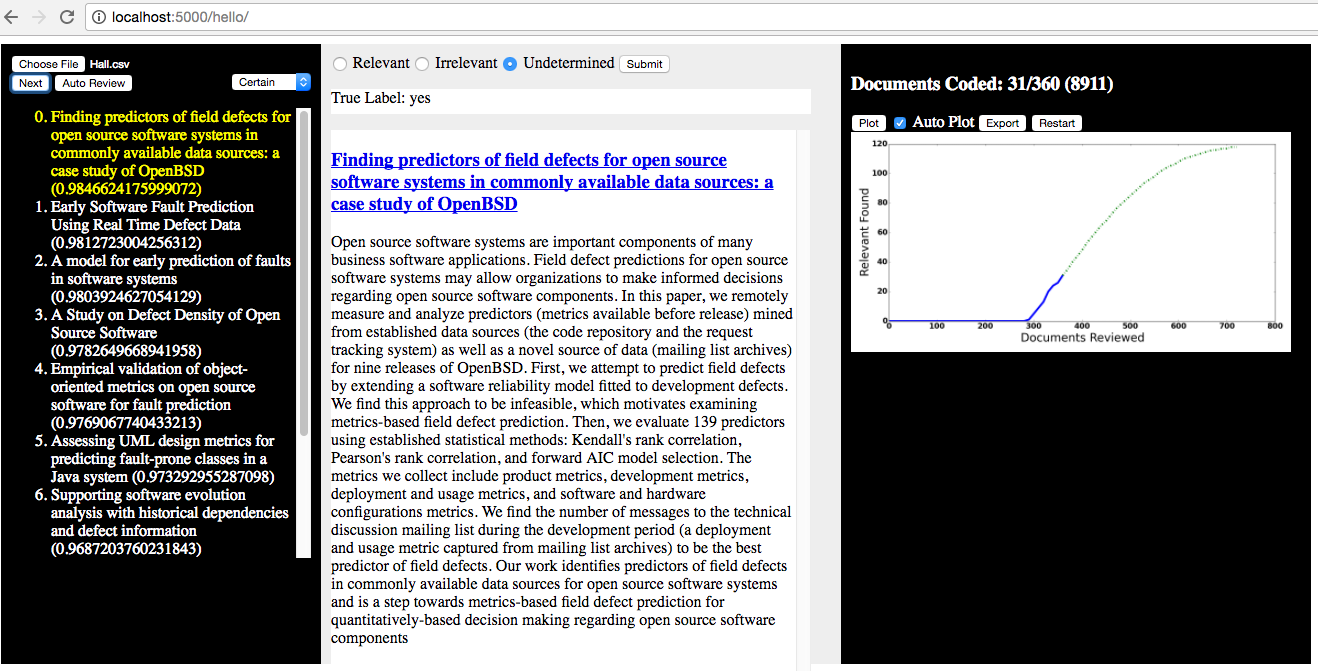 localhost:5000/hello/
Choose File Hall.csv
Next Auto Review Certain
0. Finding predictors of field defects for
open source software systems in
commonly available data sources: a
case study of OpenBSD
(0.9846624175999072)
1. Early Software Fault Prediction
Using Real Time Defect Data
(0.9812723004256312)
2. A model for early prediction of faults
in software systems
(0.9803924627054129)
3. A Study on Defect Density of Open
Source Software
(0.9782649668941958)
4. Empirical validation of object-
oriented metrics on open source
software for fault prediction
(0.9769067740433213)
5. Assessing UML design metrics for
predicting fault-prone classes in a
Java system (0.973292955287098)
6. Supporting software evolution
analysis with historical dependencies
and defect information
(0.9687203760231843)
Relevant Irrelevant Undetermined Submit
True Label: yes
Finding predictors of field defects for open source
software systems in commonly available data sources: a
case study of OpenBSD
Open source software systems are important components of many
business software applications. Field defect predictions for open source
software systems may allow organizations to make informed decisions
regarding open source software components. In this paper, we remotely
measure and analyze predictors (metrics available before release) mined
from established data sources (the code repository and the request
tracking system) as well as a novel source of data (mailing list archives)
for nine releases of OpenBSD. First, we attempt to predict field defects
by extending a software reliability model fitted to development defects.
We find this approach to be infeasible, which motivates examining
metrics-based field defect prediction. Then, we evaluate 139 predictors
using established statistical methods: Kendall's rank correlation,
Pearson's rank correlation, and forward AIC model selection. The
metrics we collect include product metrics, development metrics,
deployment and usage metrics, and software and hardware
configurations metrics. We find the number of messages to the technical
discussion mailing list during the development period (a deployment
and usage metric captured from mailing list archives) to be the best
predictor of field defects. Our work identifies predictors of field defects
in commonly available data sources for open source software systems
and is a step towards metrics-based field defect prediction for
quantitatively-based decision making regarding open source software
components
Documents Coded: 31/360 (8911)
Plot Auto Plot Export Restart
120
100
80
60
40
20
0
Relevant Found
0 100 200 300 400 500 600 700 800
Documents Reviewed